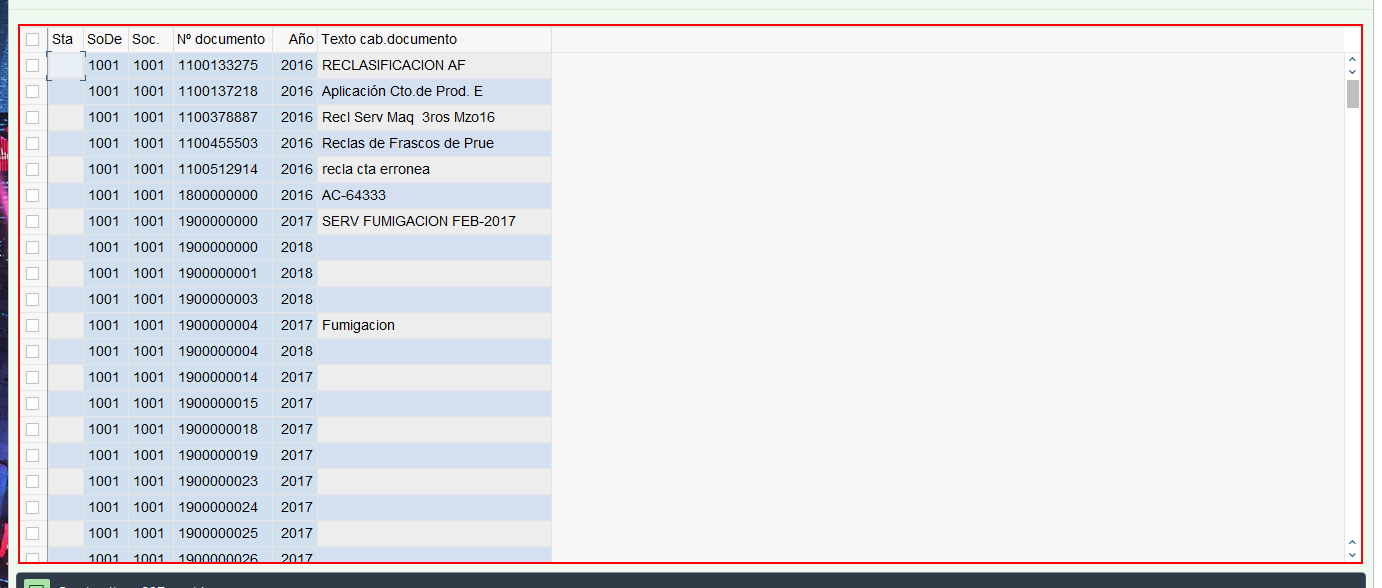 Sta SoDe Soc. Nº documento Año Texto cab.documento
1001 1001 1100133275 2016 RECLASIFICACION AF
1001 1001 1100137218 2016 Aplicación Cto.de Prod. E
1001 1001 1100378887 2016 Recl Serv Maq  3ros Mzo16
1001 1001 1100455503 2016 Reclas de Frascos de Prue
1001 1001 1100512914 2016 recla cta erronea
1001 1001 1800000000 2016 AC-64333
1001 1001 1900000000 2017 SERV FUMIGACION FEB-2017
1001 1001 1900000000 2018
1001 1001 1900000001 2018
1001 1001 1900000003 2018
1001 1001 1900000004 2017 Fumigacion
1001 1001 1900000004 2018
1001 1001 1900000014 2017
1001 1001 1900000015 2017
1001 1001 1900000018 2017
1001 1001 1900000019 2017
1001 1001 1900000023 2017
1001 1001 1900000024 2017
1001 1001 1900000025 2017
1001 1001 1900000026 2017